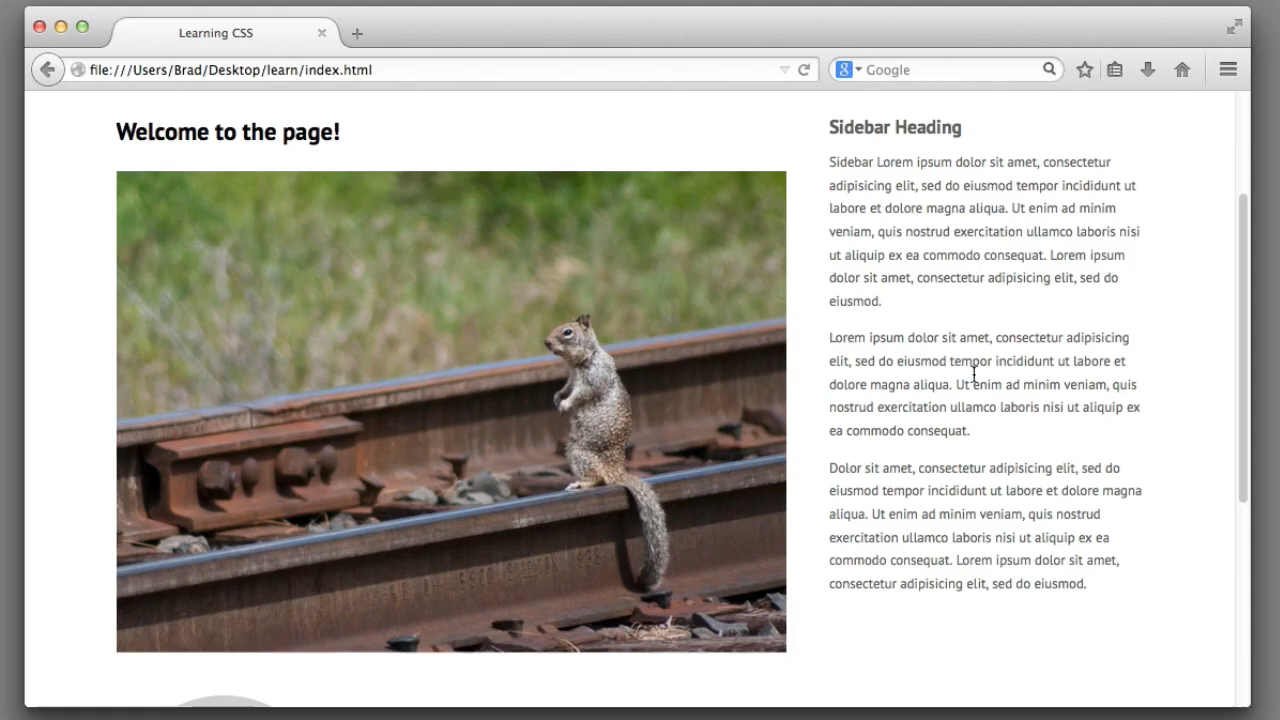 Learning CSS
file:///Users/Brad/Desktop/learn/index.html
Google
Welcome to the page!
Sidebar Heading
Sidebar Lorem ipsum dolor sit amet, consectetur
adipisicing elit, sed do eiusmod tempor incididunt ut
labore et dolore magna aliqua. Ut enim ad minim
veniam, quis nostrud exercitation ullamco laboris nisi
ut aliquip ex ea commodo consequat. Lorem ipsum
dolor sit amet, consectetur adipisicing elit, sed do
eiusmod.
Lorem ipsum dolor sit amet, consectetur adipisicing
elit, sed do eiusmod tempor incididunt ut labore et
dolore magna aliqua. Ut enim ad minim veniam, quis
nostrud exercitation ullamco laboris nisi ut aliquip ex
ea commodo consequat.
Dolor sit amet, consectetur adipisicing elit, sed do
eiusmod tempor incididunt ut labore et dolore magna
aliqua. Ut enim ad minim veniam, quis nostrud
exercitation ullamco laboris nisi ut aliquip ex ea
commodo consequat. Lorem ipsum dolor sit amet,
consectetur adipisicing elit, sed do eiusmod.